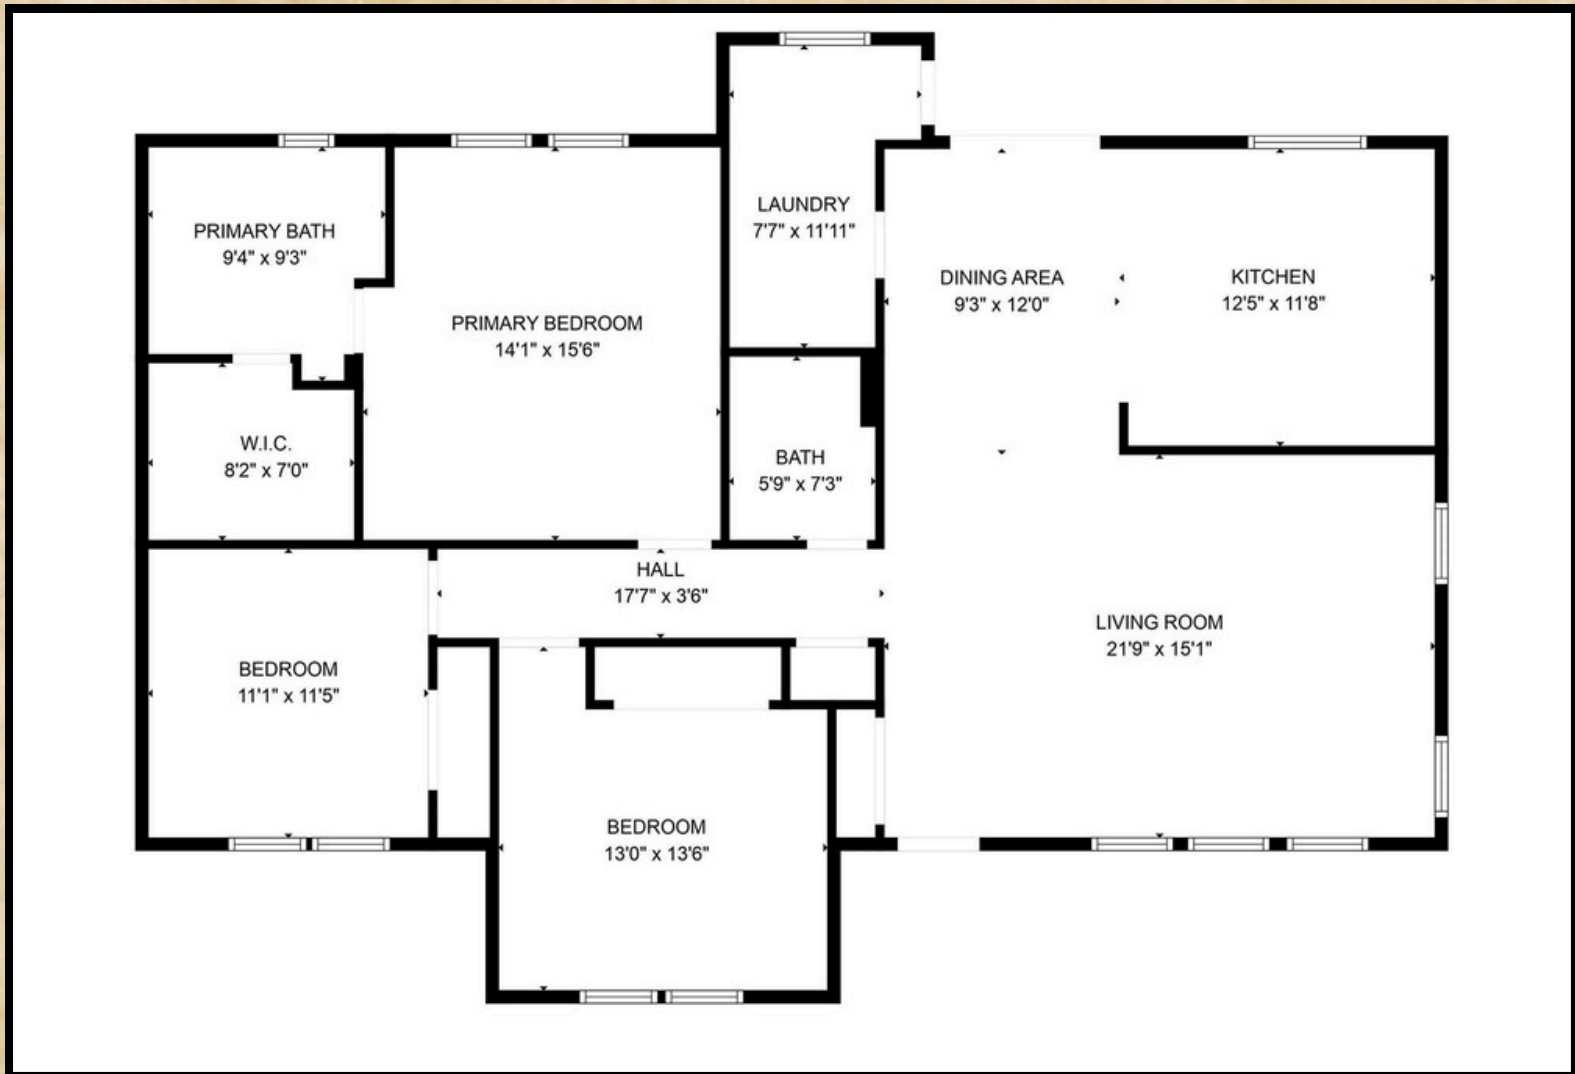 LAUNDRY
7'7" x 11'11"
PRIMARY BATH
9'4" x 9'3"
DINING AREA
9'3" x 12'0"
KITCHEN
12'5" x 11'8"
PRIMARY BEDROOM
14'1" x 15'6"
W.I.C.
8'2" x 7'0"
BATH
5'9" x 7'3"
HALL
17'7" x 3'6"
LIVING ROOM
21'9" x 15'1"
BEDROOM
11'1" x 11'5"
BEDROOM
13'0" x 13'6"